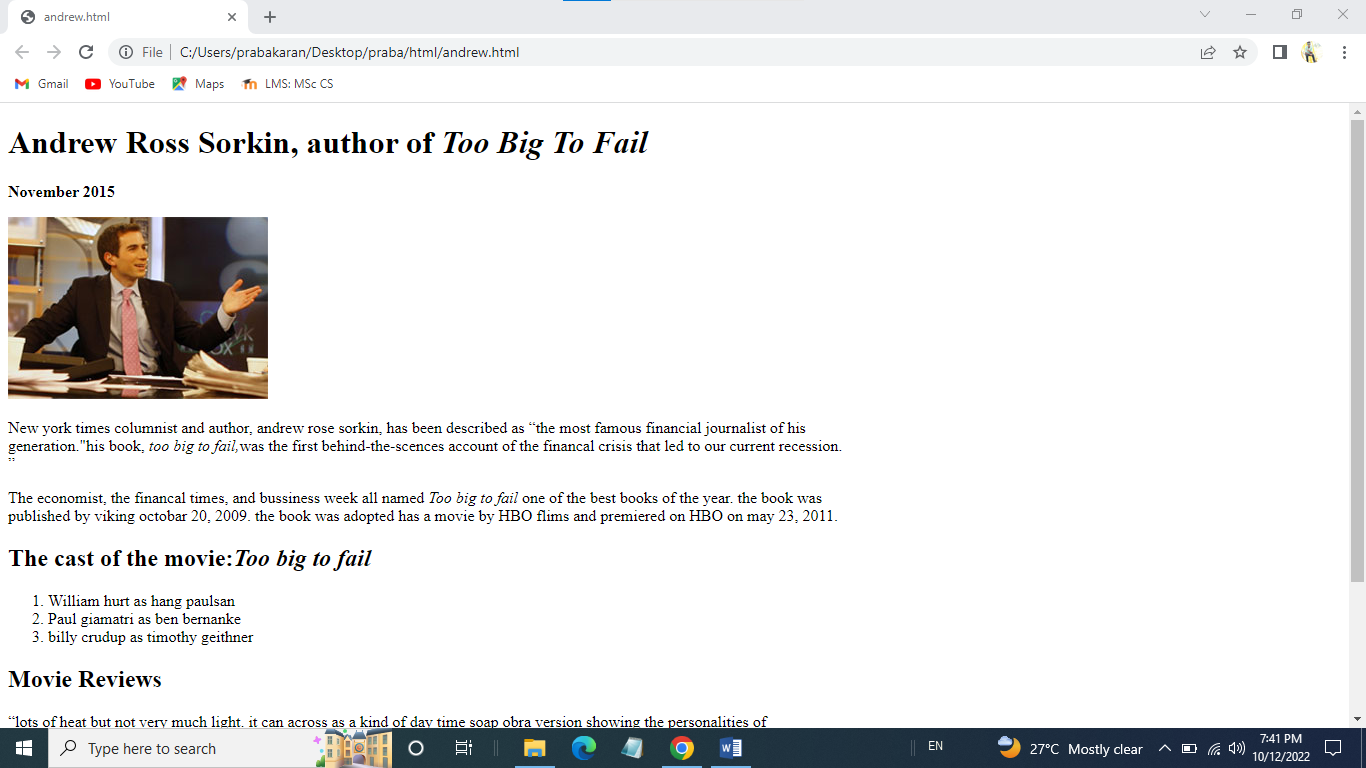 andrew.html
File C:/Users/prabakaran/Desktop/praba/html/andrew.html
Gmail YouTube Maps LMS: MSc CS
Andrew Ross Sorkin, author of Too Big To Fail
November 2015
New york times columnist and author, andrew rose sorkin, has been described as “the most famous financial journalist of his
generation."his book, too big to fail,was the first behind-the-scences account of the financal crisis that led to our current recession.
”
The economist, the financal times, and bussiness week all named Too big to fail one of the best books of the year. the book was
published by viking octobar 20, 2009. the book was adopted has a movie by HBO flims and premiered on HBO on may 23, 2011.
The cast of the movie:Too big to fail
1. William hurt as hang paulsan
2. Paul giamatri as ben bernanke
3. billy crudup as timothy geithner
Movie Reviews
“lots of heat but not very much light. it can across as a kind of day time soap obra version showing the personalities of
Type here to search
EN
27°C Mostly clear
7:41 PM
10/12/2022